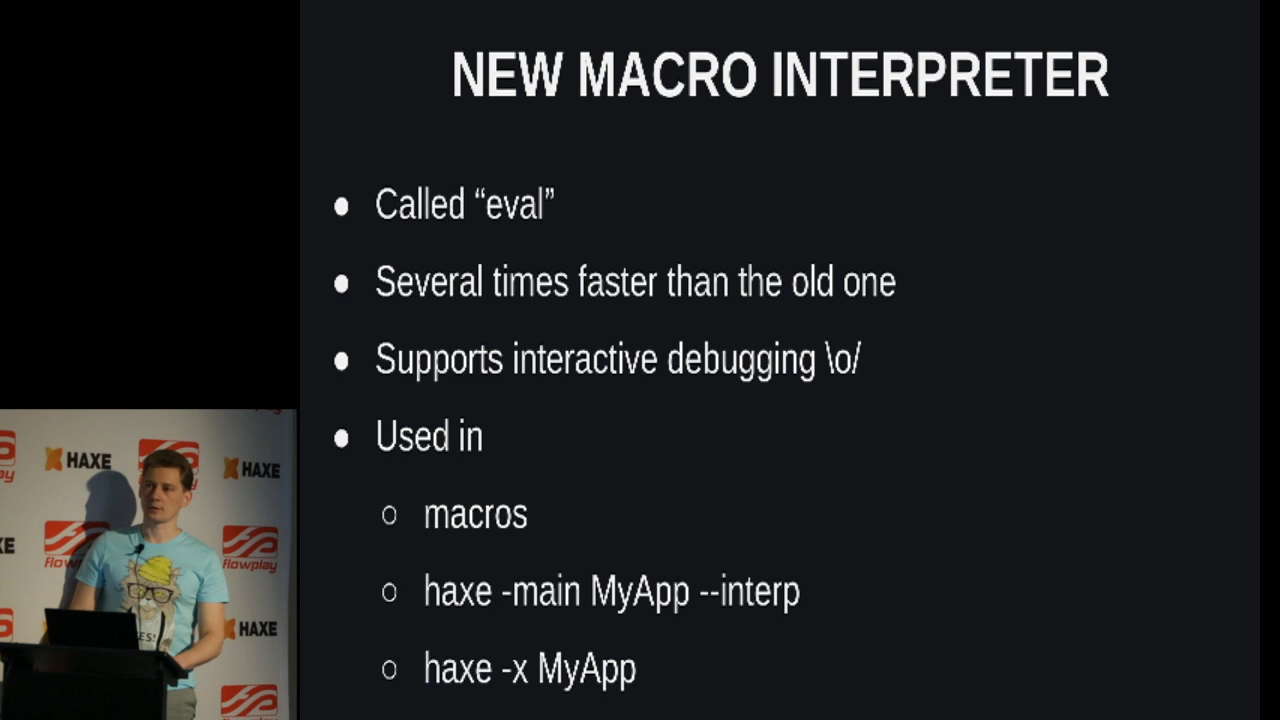 NEW MACRO INTERPRETER
● Called “eval”
● Several times faster than the old one
● Supports interactive debugging \o/
● Used in
○ macros
○ haxe -main MyApp --interp
○ haxe -x MyApp
HAXE
HAXE
flowplay
HAXE